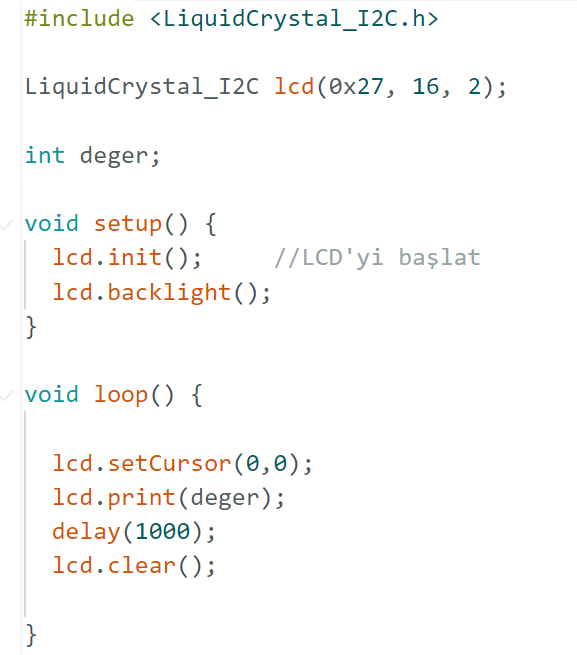 #include <LiquidCrystal_I2C.h>
LiquidCrystal_I2C lcd(0x27, 16, 2);
int deger;
void setup() {
lcd.init();     //LCD'yi başlat
lcd.backlight();
}
void loop() {
lcd.setCursor(0,0);
lcd.print(deger);
delay(1000);
lcd.clear();
}